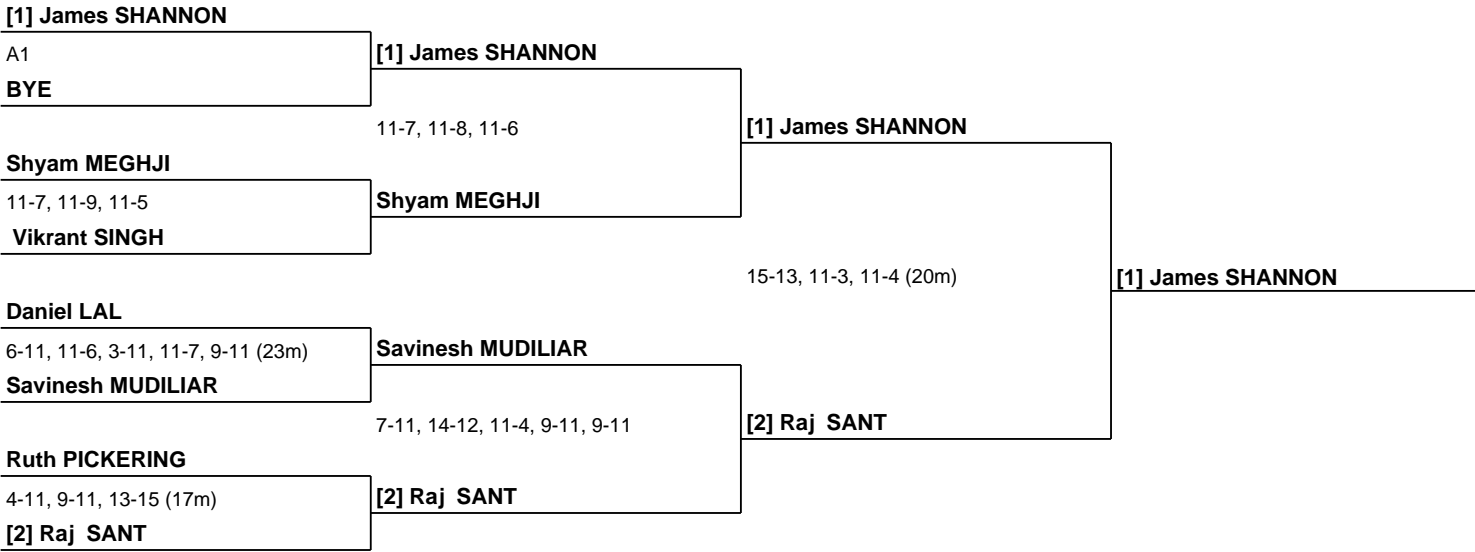 [1] James SHANNON
A1
BYE
[1] James SHANNON
11-7, 11-8, 11-6
Shyam MEGHJI
11-7, 11-9, 11-5
Vikrant SINGH
Shyam MEGHJI
[1] James SHANNON
15-13, 11-3, 11-4 (20m)
[1] James SHANNON
Daniel LAL
6-11, 11-6, 3-11, 11-7, 9-11 (23m)
Savinesh MUDILIAR
Savinesh MUDILIAR
7-11, 14-12, 11-4, 9-11, 9-11
[2] Raj SANT
Ruth PICKERING
4-11, 9-11, 13-15 (17m)
[2] Raj SANT
[2] Raj SANT